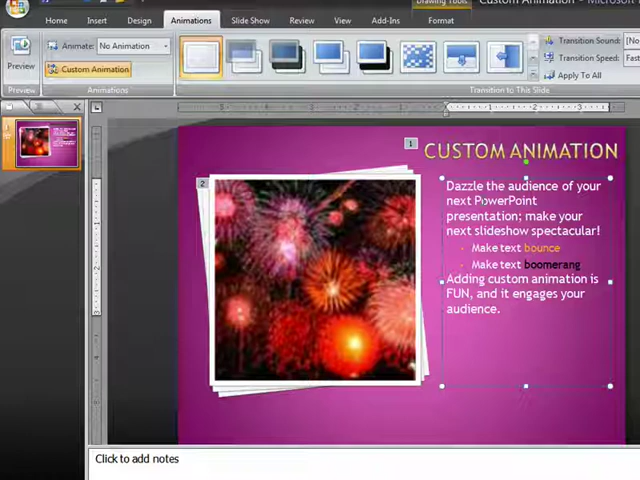 Drawing Tools
Custom Animation - Microsoft
Home Insert Design Animations Slide Show Review View Add-Ins Format
Preview
Animate: No Animation
Custom Animation
Transition Sound: [No
Transition Speed: Fast
Apply To All
Preview
Animations
Transition to This Slide
1
CUSTOM ANIMATION
2
Dazzle the audience of your
next PowerPoint
presentation; make your
next slideshow spectacular!
Make text bounce
Make text boomerang
Adding custom animation is
FUN, and it engages your
audience.
Click to add notes